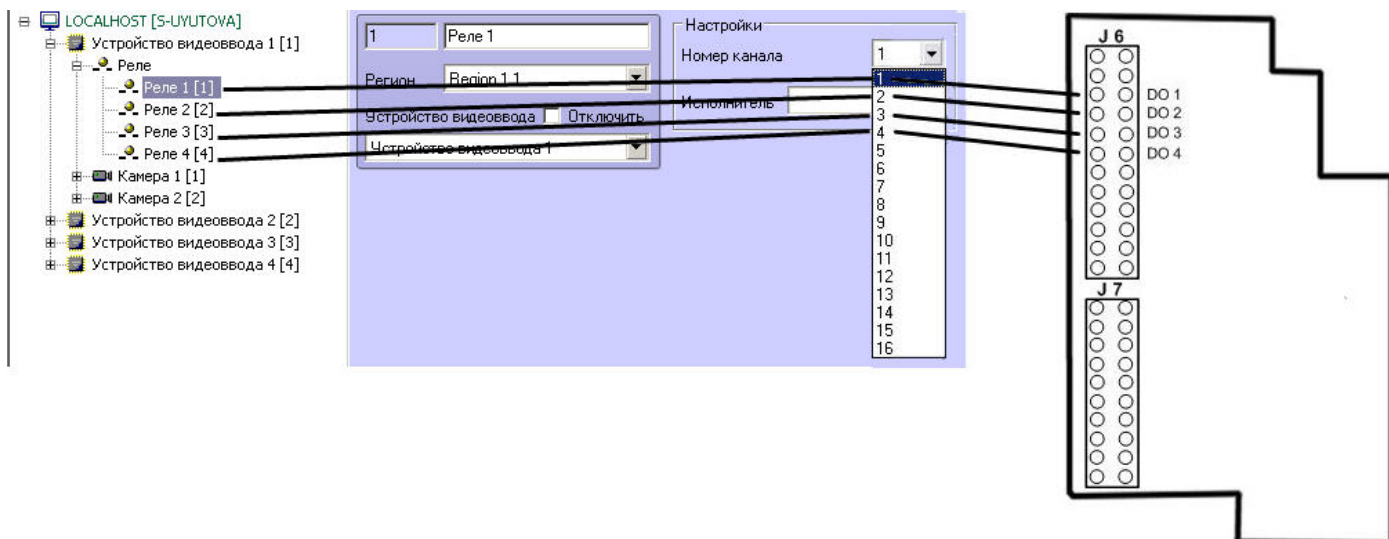 LOCALHOST [S-UYUTOVA]
Устройство видеоввода 1 [1]
Реле
Реле 1 [1]
Реле 2 [2]
Реле 3 [3]
Реле 4 [4]
Камера 1 [1]
Камера 2 [2]
Устройство видеоввода 2 [2]
Устройство видеоввода 3 [3]
Устройство видеоввода 4 [4]
1 Реле 1
Регион Region 1.1
Устройство видеоввода Отключить
Устройство видеоввода 1
Настройки
Номер канала 1
Исполнитель
1
2
3
4
5
6
7
8
9
10
11
12
13
14
15
16
J 6
DO 1
DO 2
DO 3
DO 4
J 7